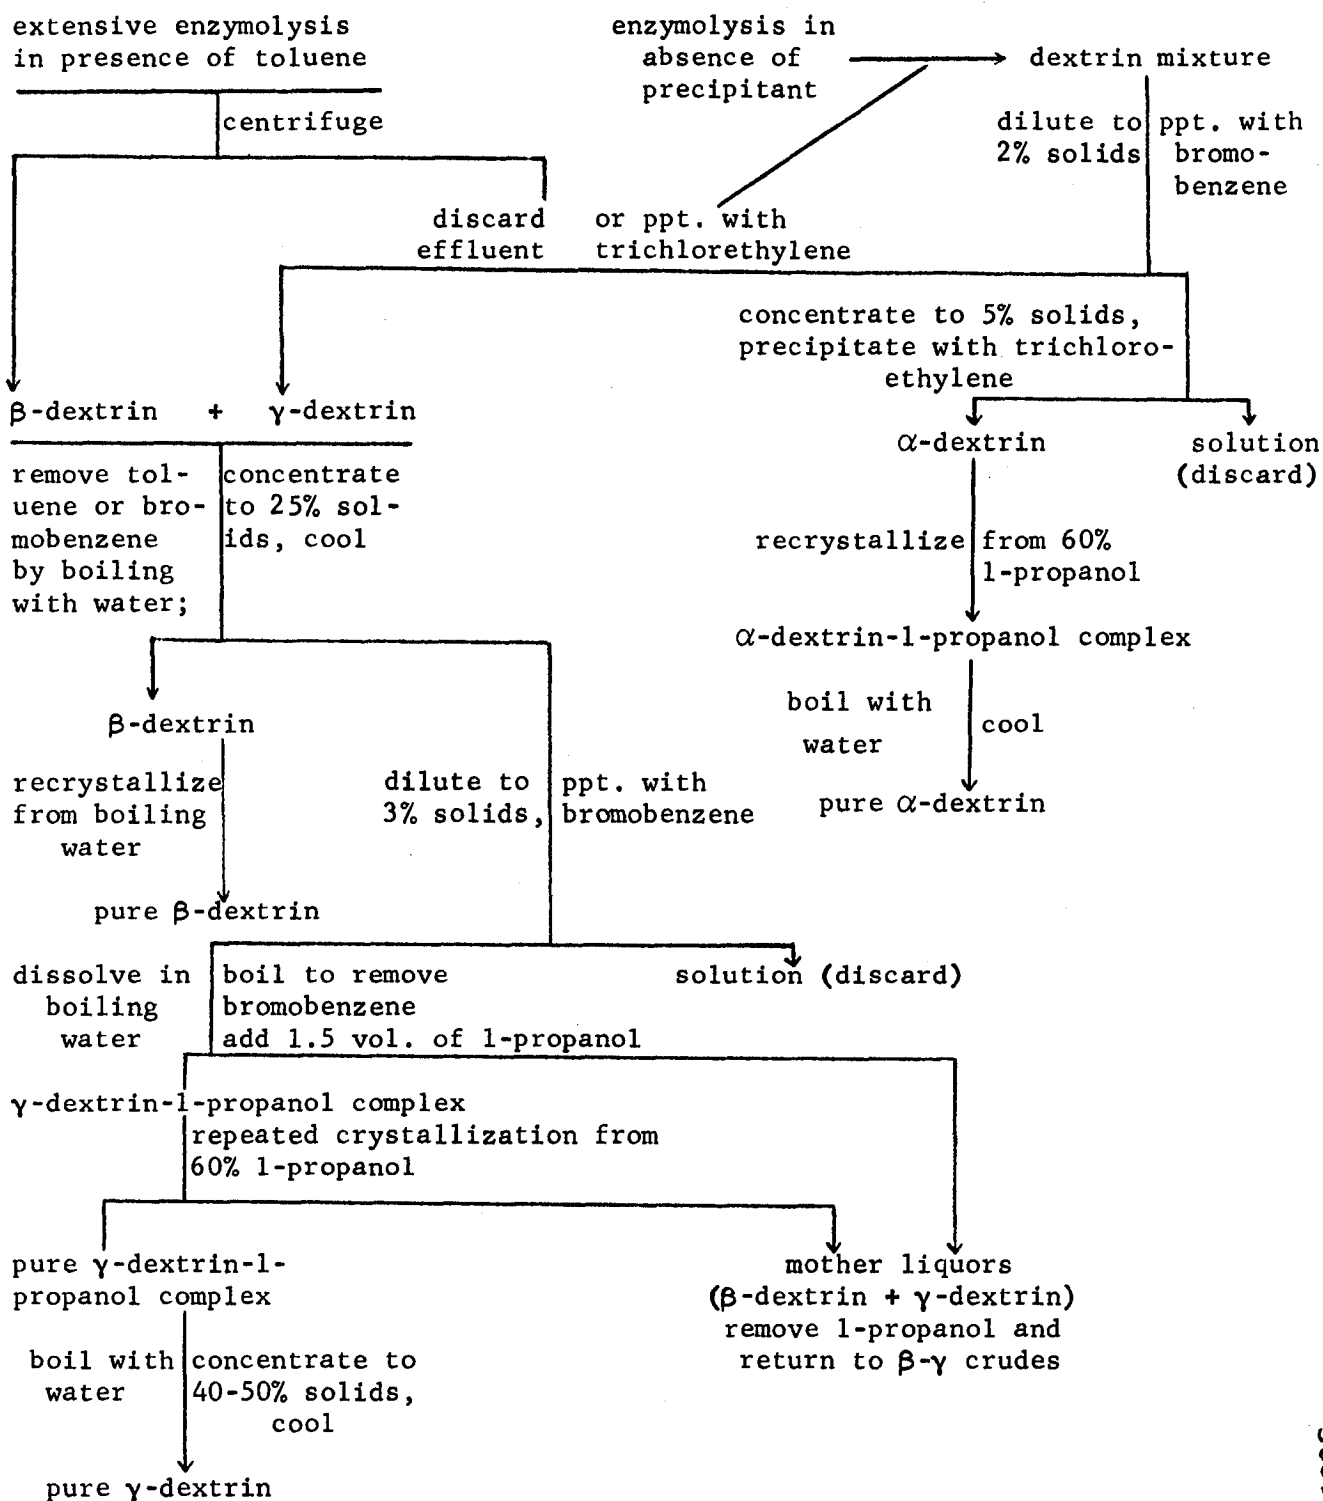 extensive enzymolysis
in presence of toluene
enzymolysis in
absence of
precipitant
dextrin mixture
centrifuge
dilute to
2% solids
ppt. with
bromo-
benzene
discard
effluent
or ppt. with
trichlorethylene
concentrate to 5% solids,
precipitate with trichloro-
ethylene
β-dextrin + γ-dextrin
α-dextrin
solution
(discard)
remove tol-
uene or bro-
mobenzene
by boiling
with water;
concentrate
to 25% sol-
ids, cool
recrystallize from 60%
1-propanol
α-dextrin-1-propanol complex
boil with
water
cool
pure α-dextrin
β-dextrin
recrystallize
from boiling
water
pure β-dextrin
dilute to
3% solids,
ppt. with
bromobenzene
dissolve in
boiling
water
boil to remove
bromobenzene
add 1.5 vol. of 1-propanol
solution (discard)
γ-dextrin-1-propanol complex
repeated crystallization from
60% 1-propanol
pure γ-dextrin-1-
propanol complex
mother liquors
(β-dextrin + γ-dextrin)
remove 1-propanol and
return to β-γ crudes
boil with
water
concentrate to
40-50% solids,
cool
pure γ-dextrin